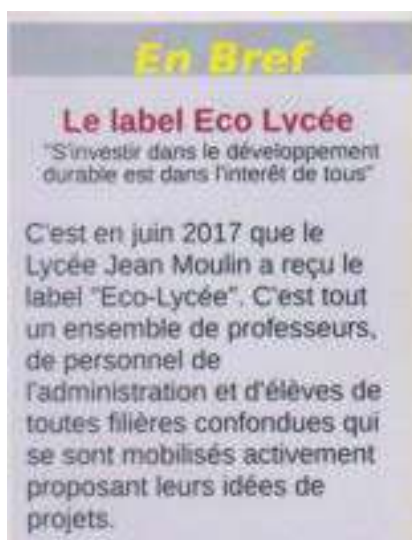 En Bref
Le label Eco Lycée
"S'investir dans le développement
durable est dans l'interêt de tous"
C'est en juin 2017 que le
Lycée Jean Moulin a reçu le
label "Eco-Lycée". C'est tout
un ensemble de professeurs,
de personnel de
l'administration et d'élèves de
toutes filières confondues qui
se sont mobilisés activement
proposant leurs idées de
projets.